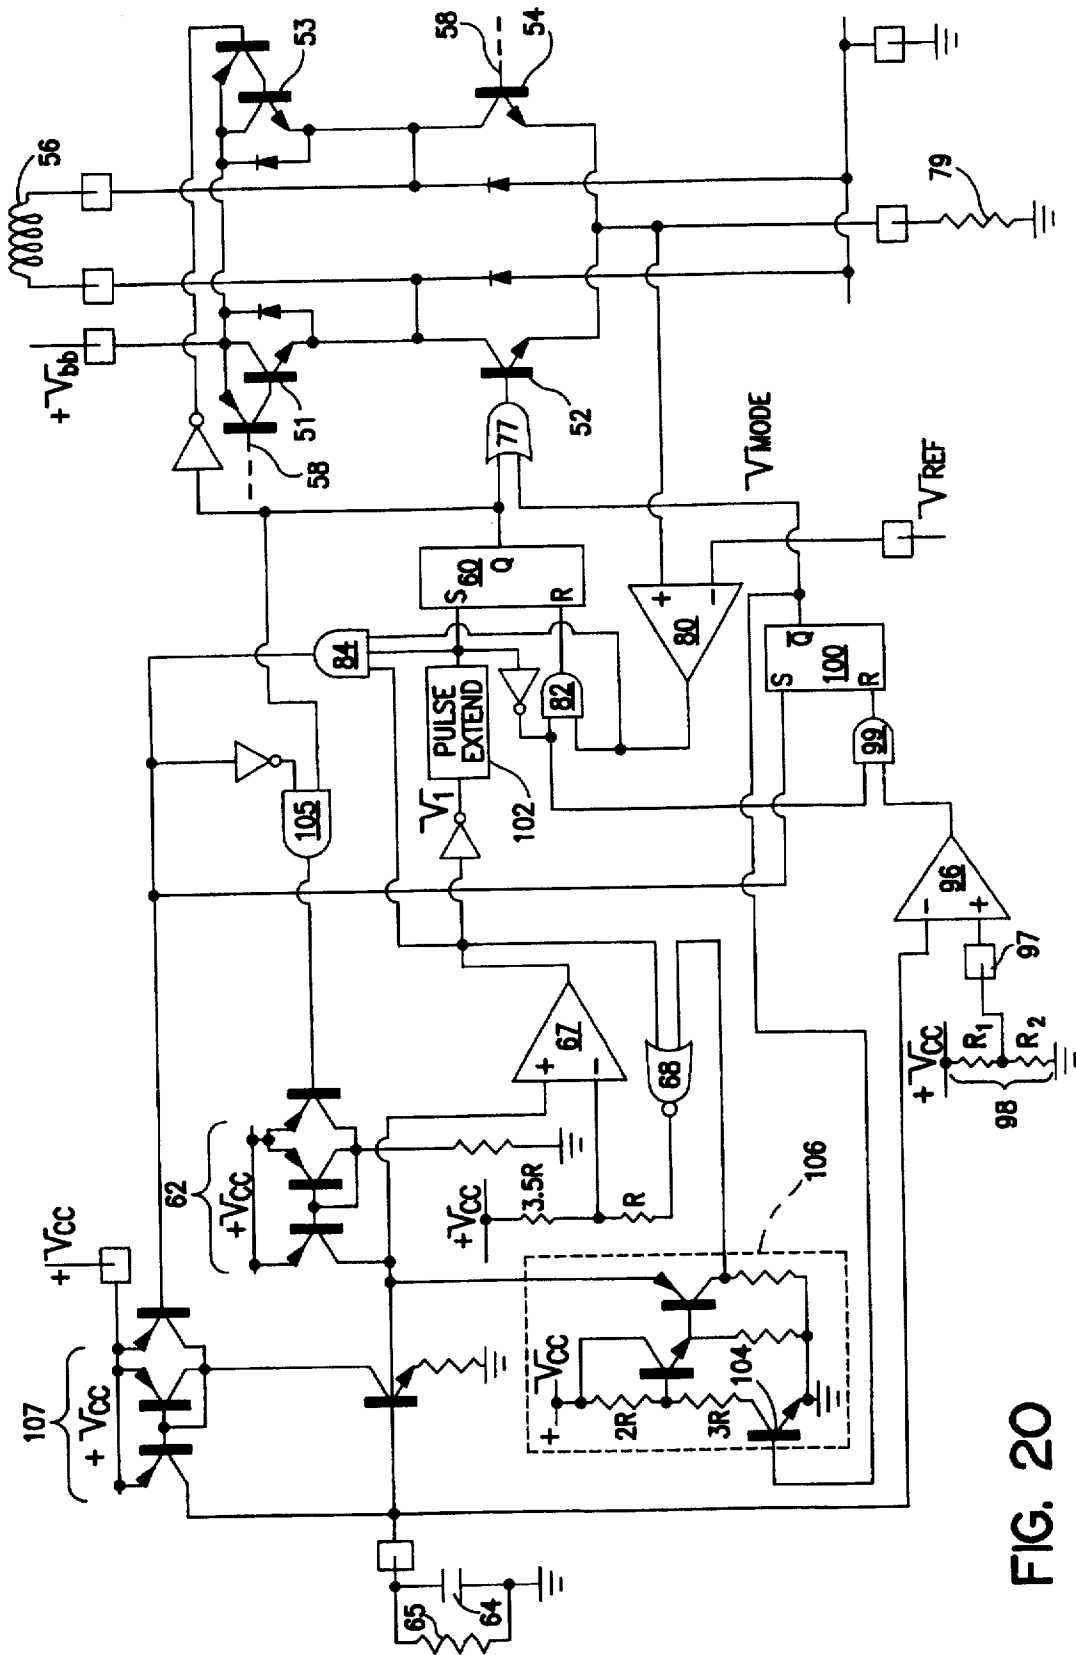 56
53
58
54
+Vbb
51
58
52
77
79
VMODE
VREF
60
S
Q
R
84
82
80
+
−
PULSE
EXTEND
102
V1
105
S
Q
100
R
99
96
−
+
97
+VCC
R1
R2
98
67
+
−
68
62
+VCC
+VCC
3.5R
R
106
107
+VCC
+VCC
+VCC
2R
3R
104
65
64
FIG. 20